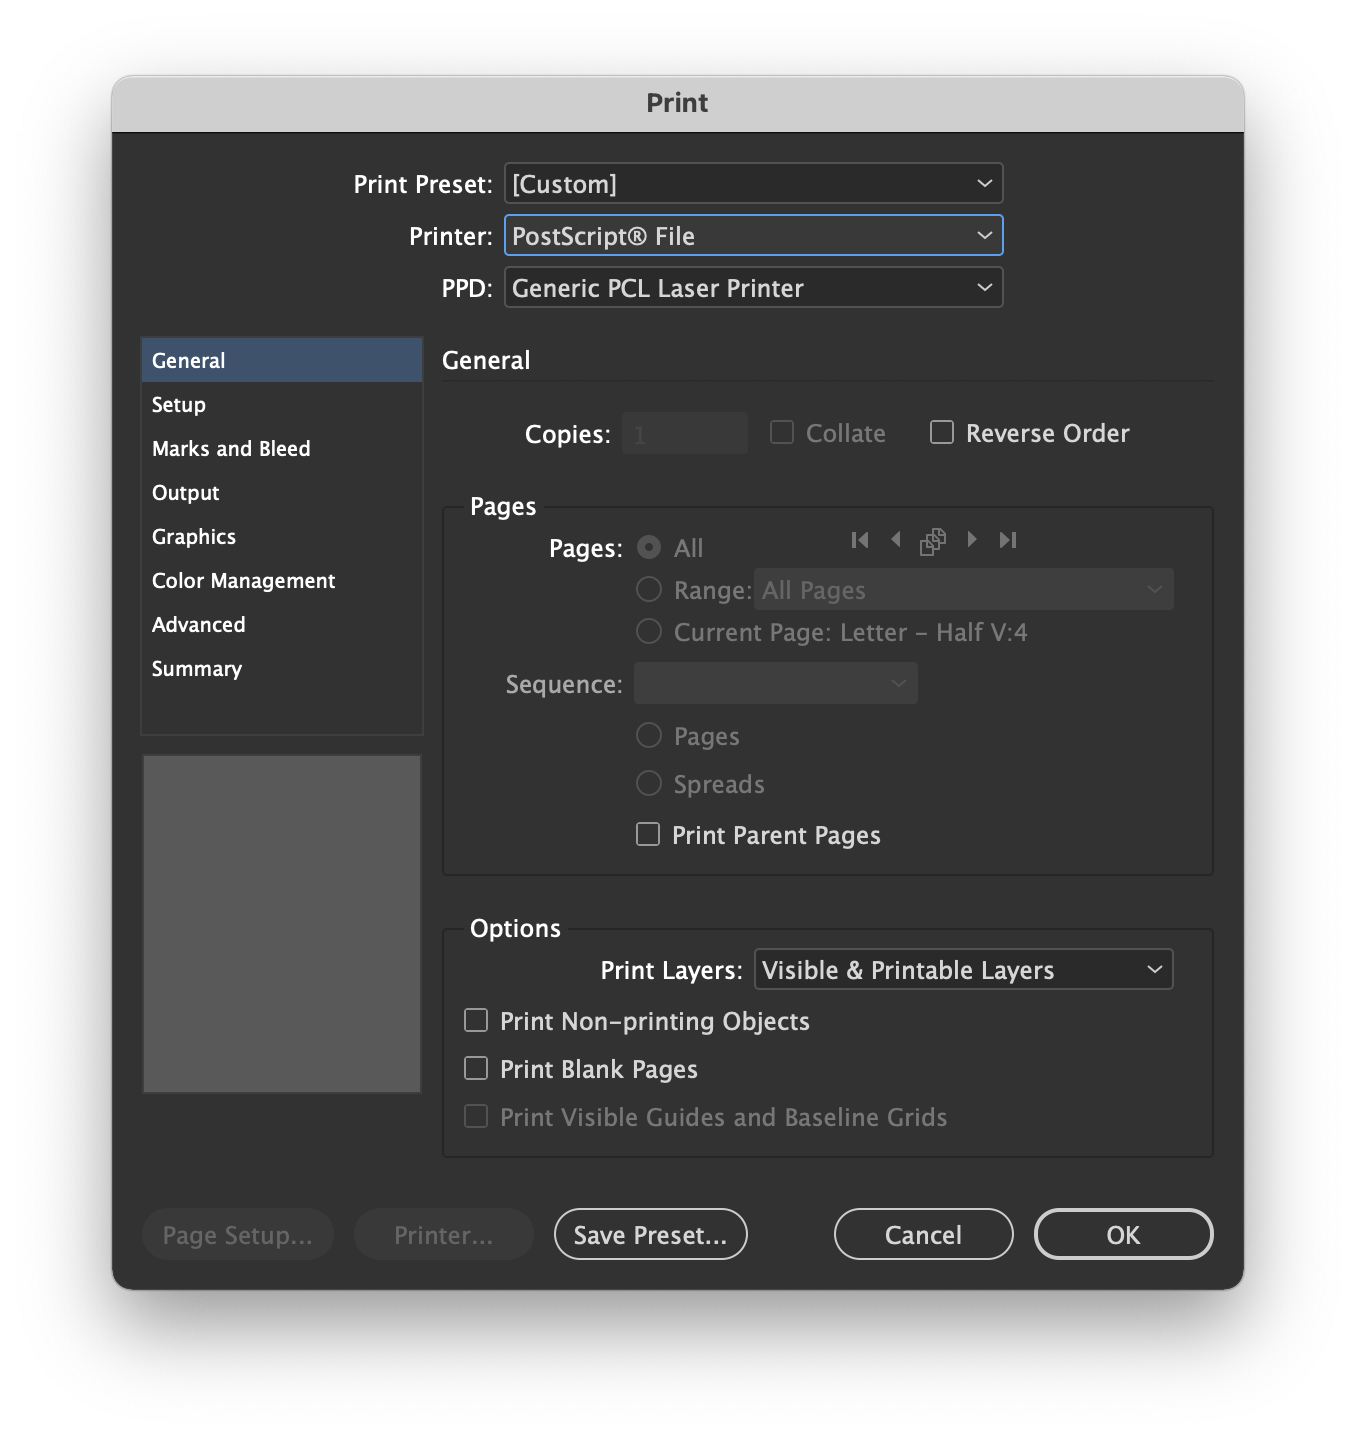 Print
Print Preset: [Custom]
Printer: PostScript® File
PPD: Generic PCL Laser Printer
General
Setup
Marks and Bleed
Output
Graphics
Color Management
Advanced
Summary
General
Copies: 1 Collate Reverse Order
Pages
Pages: All
Range: All Pages
Current Page: Letter - Half V:4
Sequence:
Pages
Spreads
Print Parent Pages
Options
Print Layers: Visible & Printable Layers
Print Non-printing Objects
Print Blank Pages
Print Visible Guides and Baseline Grids
Page Setup... Printer... Save Preset... Cancel OK